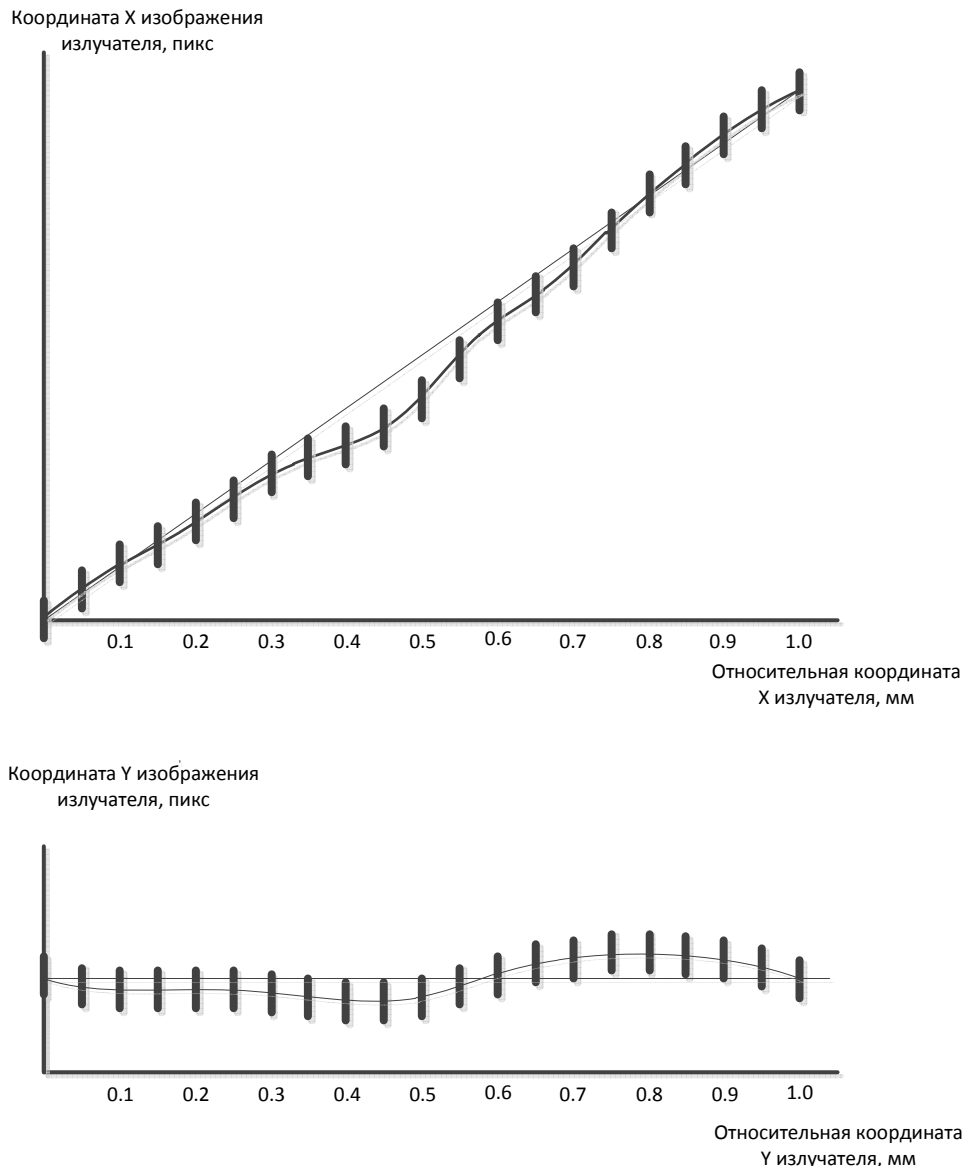 Координата X изображения
излучателя, пикс
0.1 0.2 0.3 0.4 0.5 0.6 0.7 0.8 0.9 1.0
Относительная координата
X излучателя, мм
Координата Y изображения
излучателя, пикс
0.1 0.2 0.3 0.4 0.5 0.6 0.7 0.8 0.9 1.0
Относительная координата
Y излучателя, мм